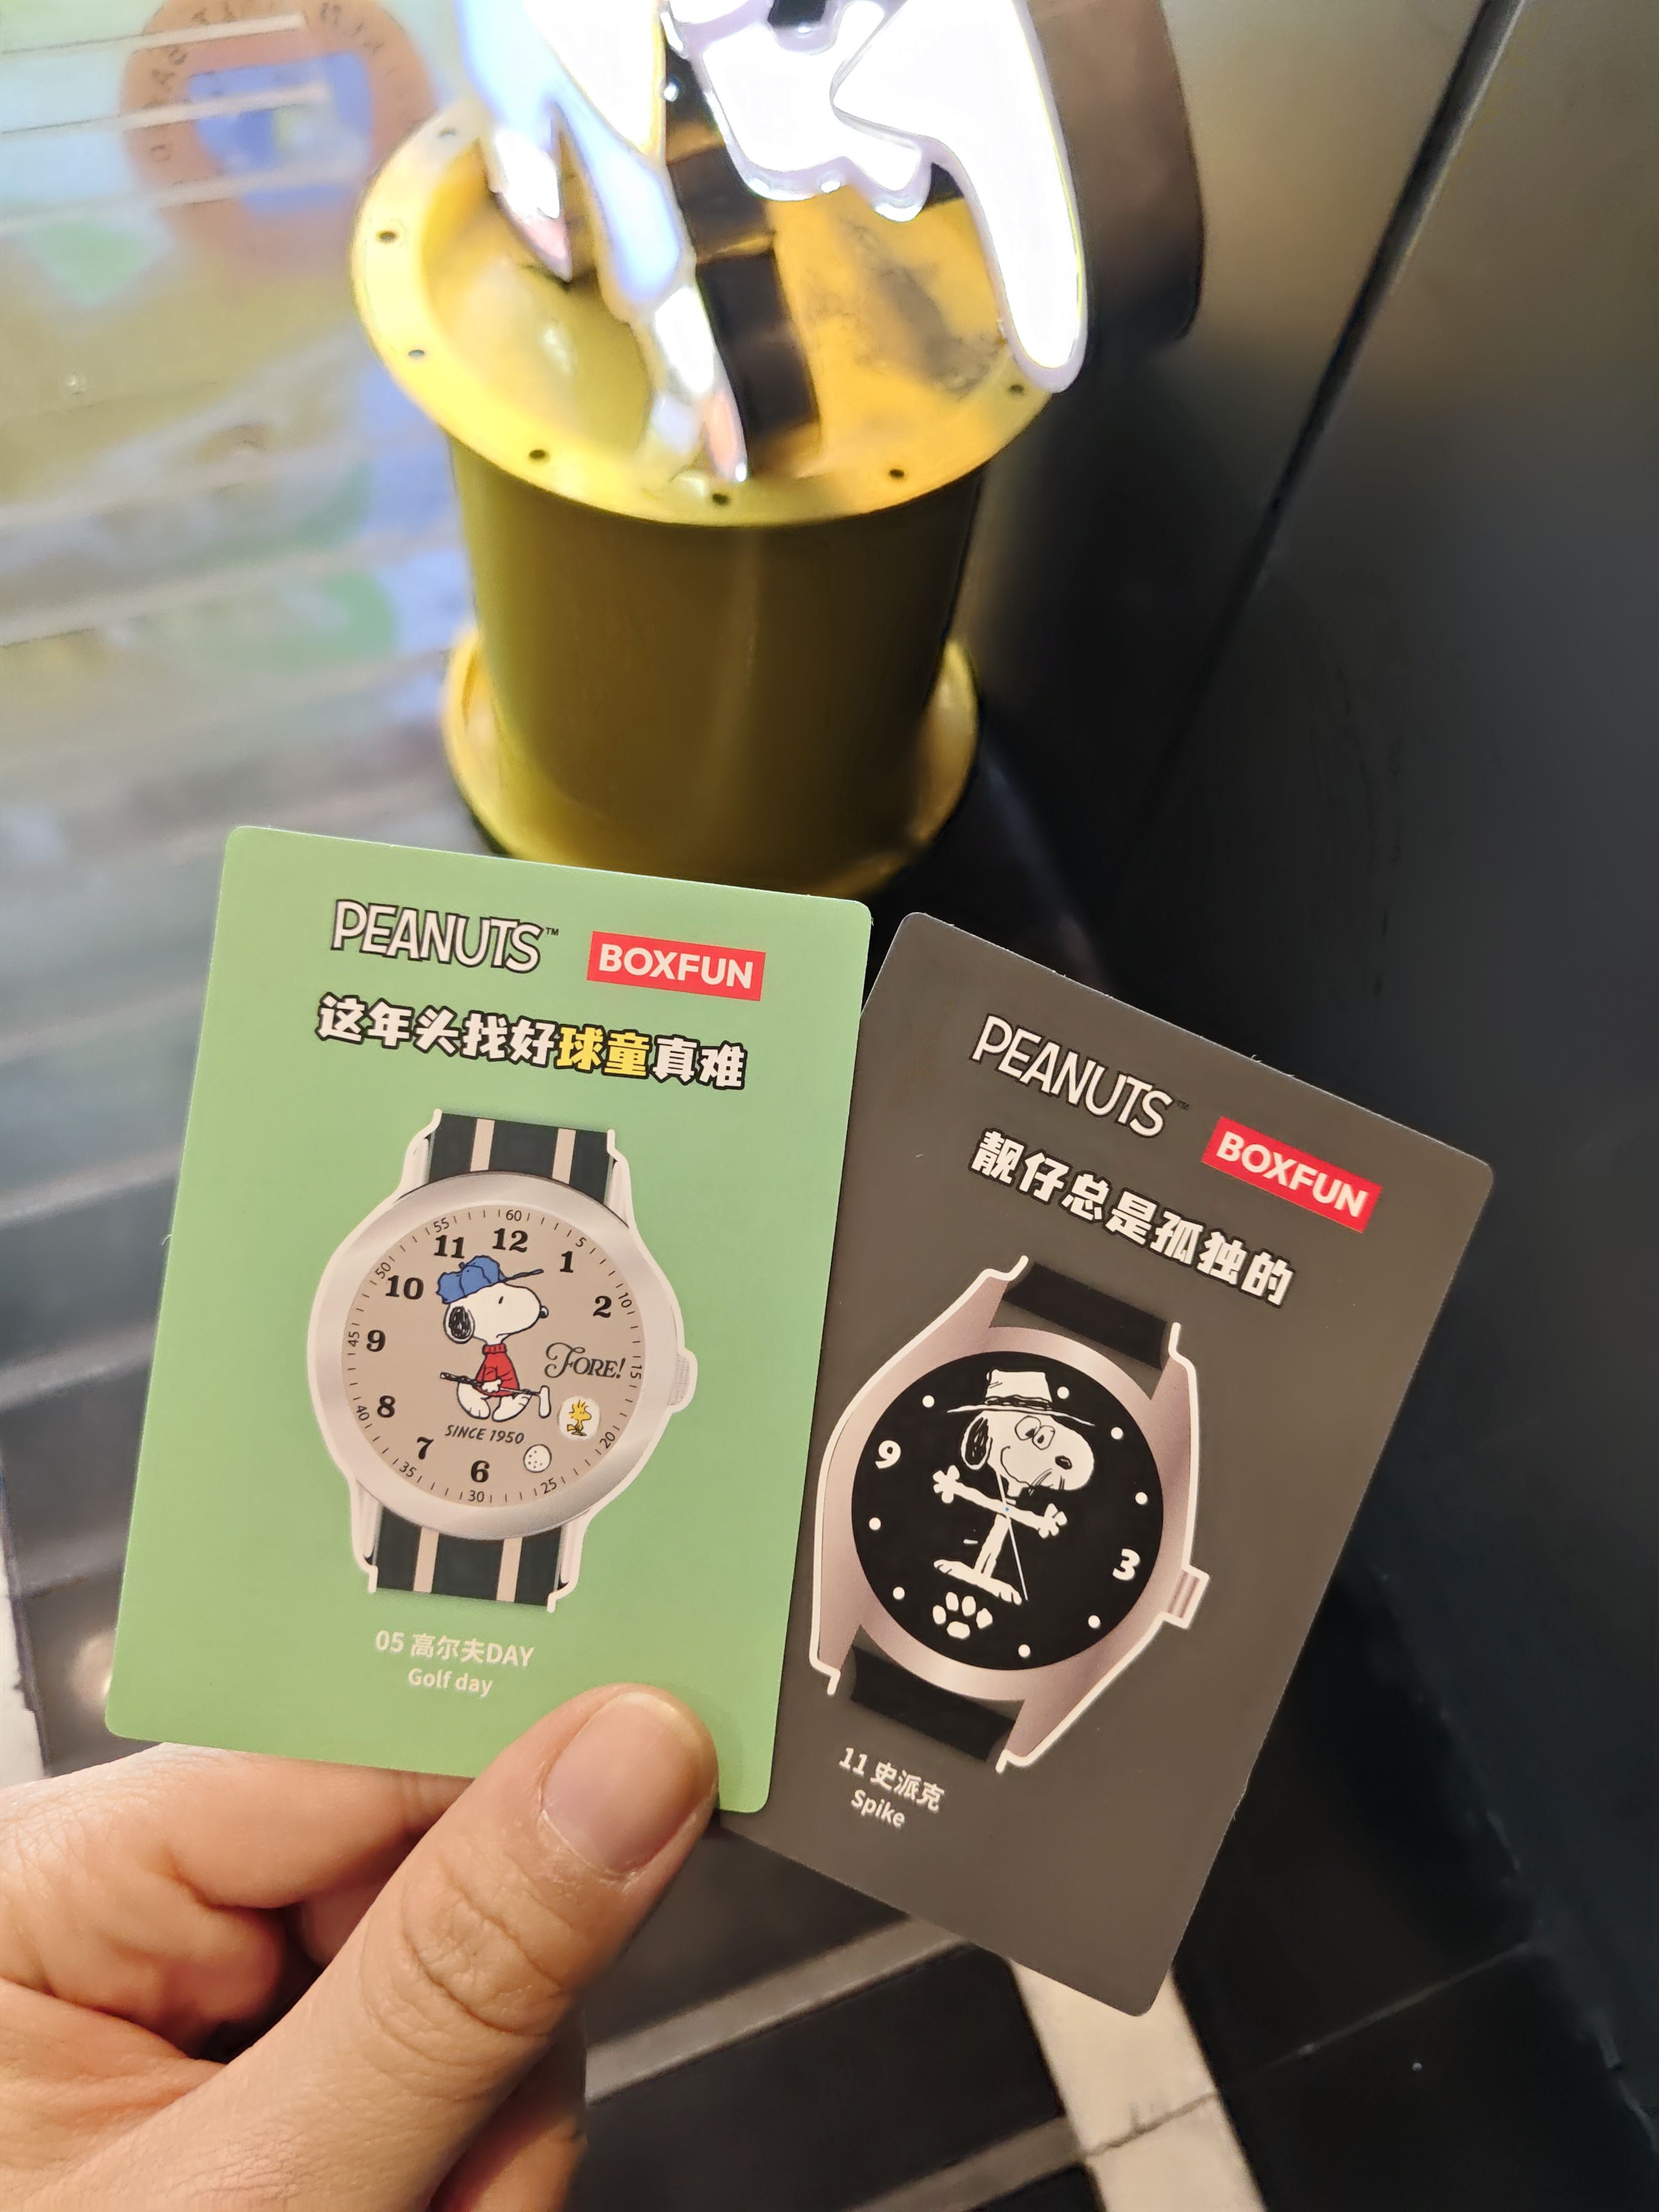 PEANUTS™
BOXFUN
这年头找好球童真难
60
55
5
12
11
1
50
10
2
10
45
9
FORE!
15
40
8
SINCE 1950
20
7
6
35
25
30
05 高尔夫DAY
Golf day
PEANUTS™
BOXFUN
靓仔总是孤独的
9
3
11 史派克
Spike